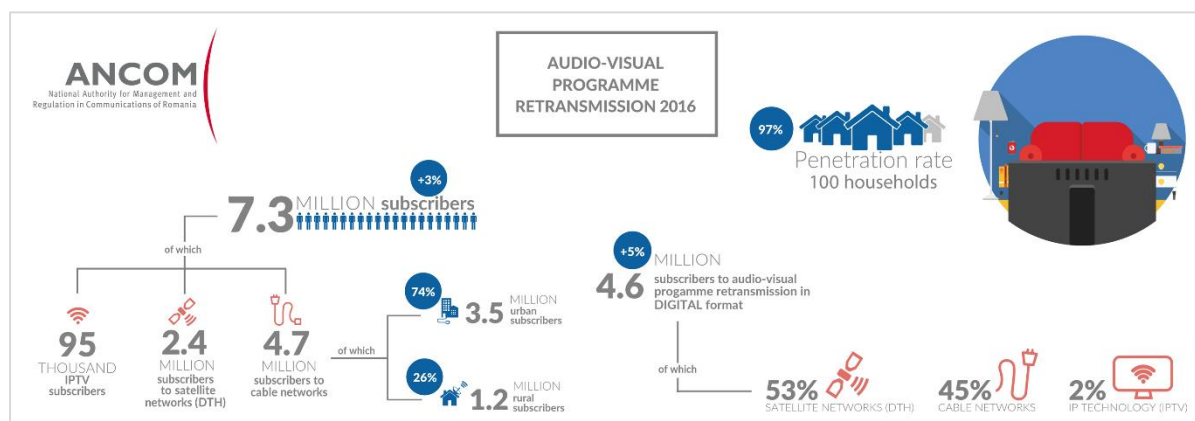 ANCOM
National Authority for Management and
Regulation in Communications of Romania
AUDIO-VISUAL
PROGRAMME
RETRANSMISSION 2016
97%
Penetration rate
100 households
+3%
7.3 MILLION subscribers
of which
95
THOUSAND
IPTV
subscribers
2.4
MILLION
subscribers
to satellite
networks (DTH)
4.7
MILLION
subscribers to
cable networks
of which
74%
3.5 MILLION
urban
subscribers
26%
1.2 MILLION
rural
subscribers
+5%
4.6 MILLION
subscribers to audio-visual
progamme retransmission in
DIGITAL format
of which
53%
SATELLITE NETWORKS (DTH)
45%
CABLE NETWORKS
2%
IP TECHNOLOGY (IPTV)